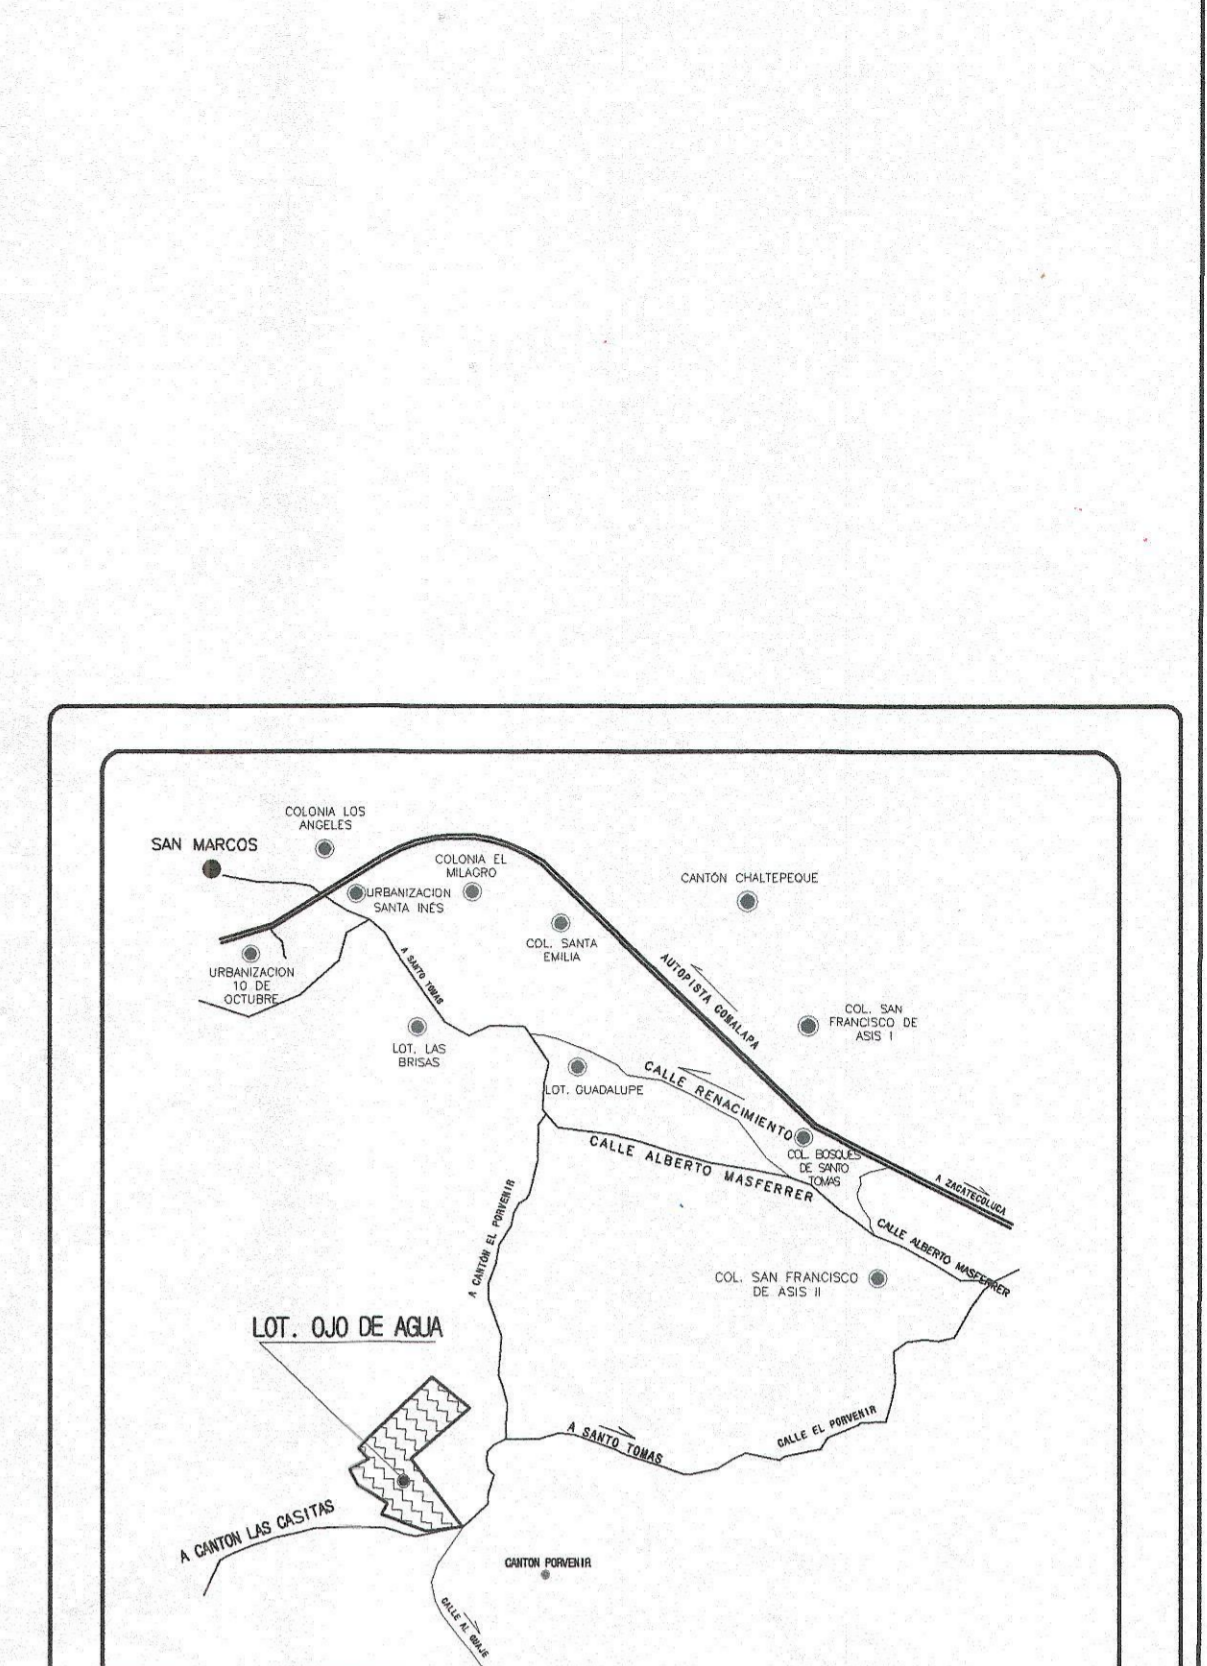 COLONIA LOS
ANGELES
SAN MARCOS
COLONIA EL
MILAGRO
URBANIZACION
SANTA INÉS
CANTÓN CHALTEPEQUE
COL. SANTA
EMILIA
A SANTO TOMAS
URBANIZACION
10 DE
OCTUBRE
AUTOPISTA COMALAPA
COL. SAN
FRANCISCO DE
ASIS I
LOT. LAS
BRISAS
LOT. GUADALUPE
CALLE RENACIMIENTO
CALLE ALBERTO MASFERRER
COL. BOSQUES
DE SANTO
TOMAS
A ZACATECOLUCA
A CANTÓN EL PORVENIR
CALLE ALBERTO MASFERRER
COL. SAN FRANCISCO
DE ASIS II
LOT. OJO DE AGUA
A SANTO TOMAS
CALLE EL PORVENIR
A CANTON LAS CASITAS
CANTON PORVENIR
CALLE AL GUAJE